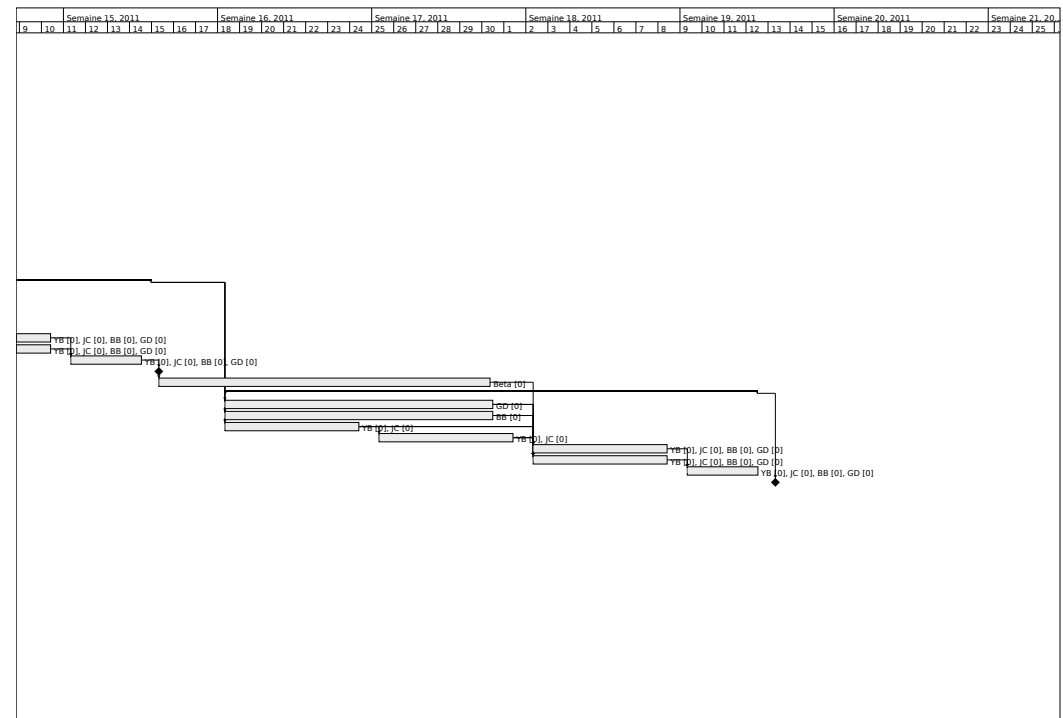 Semaine 15, 2011 Semaine 16, 2011 Semaine 17, 2011 Semaine 18, 2011 Semaine 19, 2011 Semaine 20, 2011 Semaine 21, 20
9 10 11 12 13 14 15 16 17 18 19 20 21 22 23 24 25 26 27 28 29 30 1 2 3 4 5 6 7 8 9 10 11 12 13 14 15 16 17 18 19 20 21 22 23 24 25
YB [0], JC [0], BB [0], GD [0]
YB [0], JC [0], BB [0], GD [0]
YB [0], JC [0], BB [0], GD [0]
Beta [0]
GD [0]
BB [0]
YB [0], JC [0]
YB [0], JC [0]
YB [0], JC [0], BB [0], GD [0]
YB [0], JC [0], BB [0], GD [0]
YB [0], JC [0], BB [0], GD [0]